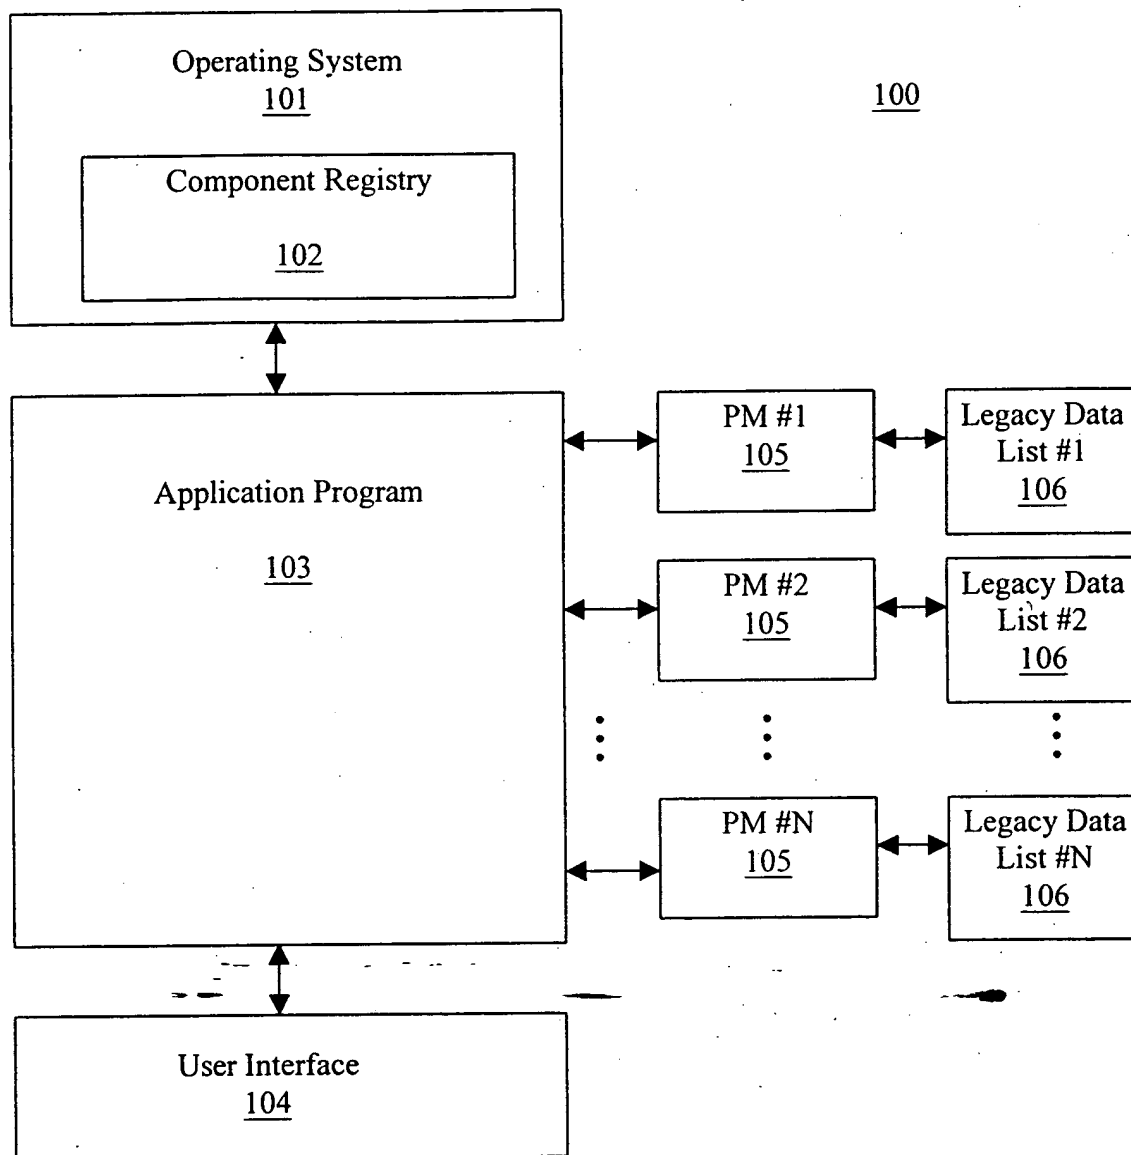 Operating System
101
100
Component Registry
102
Application Program
103
PM #1
105
Legacy Data
List #1
106
PM #2
105
Legacy Data
List #2
106
PM #N
105
Legacy Data
List #N
106
User Interface
104